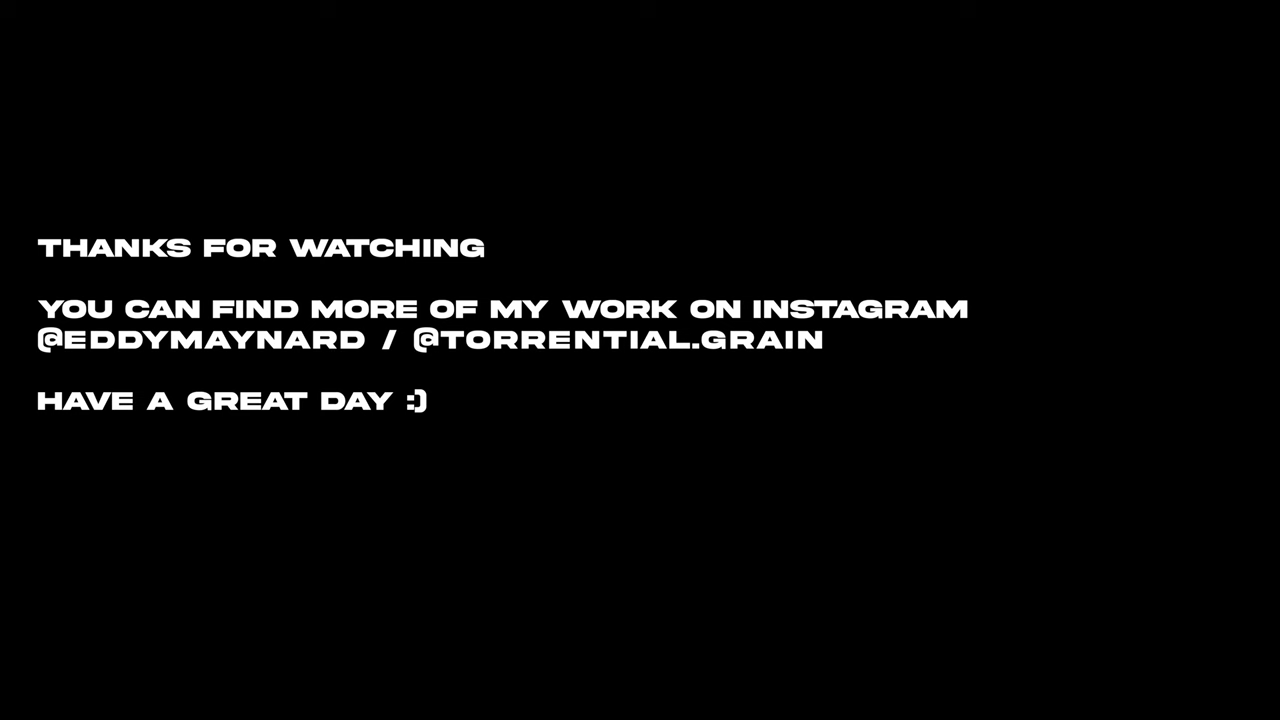 THANKS FOR WATCHING
YOU CAN FIND MORE OF MY WORK ON INSTAGRAM
@EDDYMAYNARD / @TORRENTIAL.GRAIN
HAVE A GREAT DAY :)